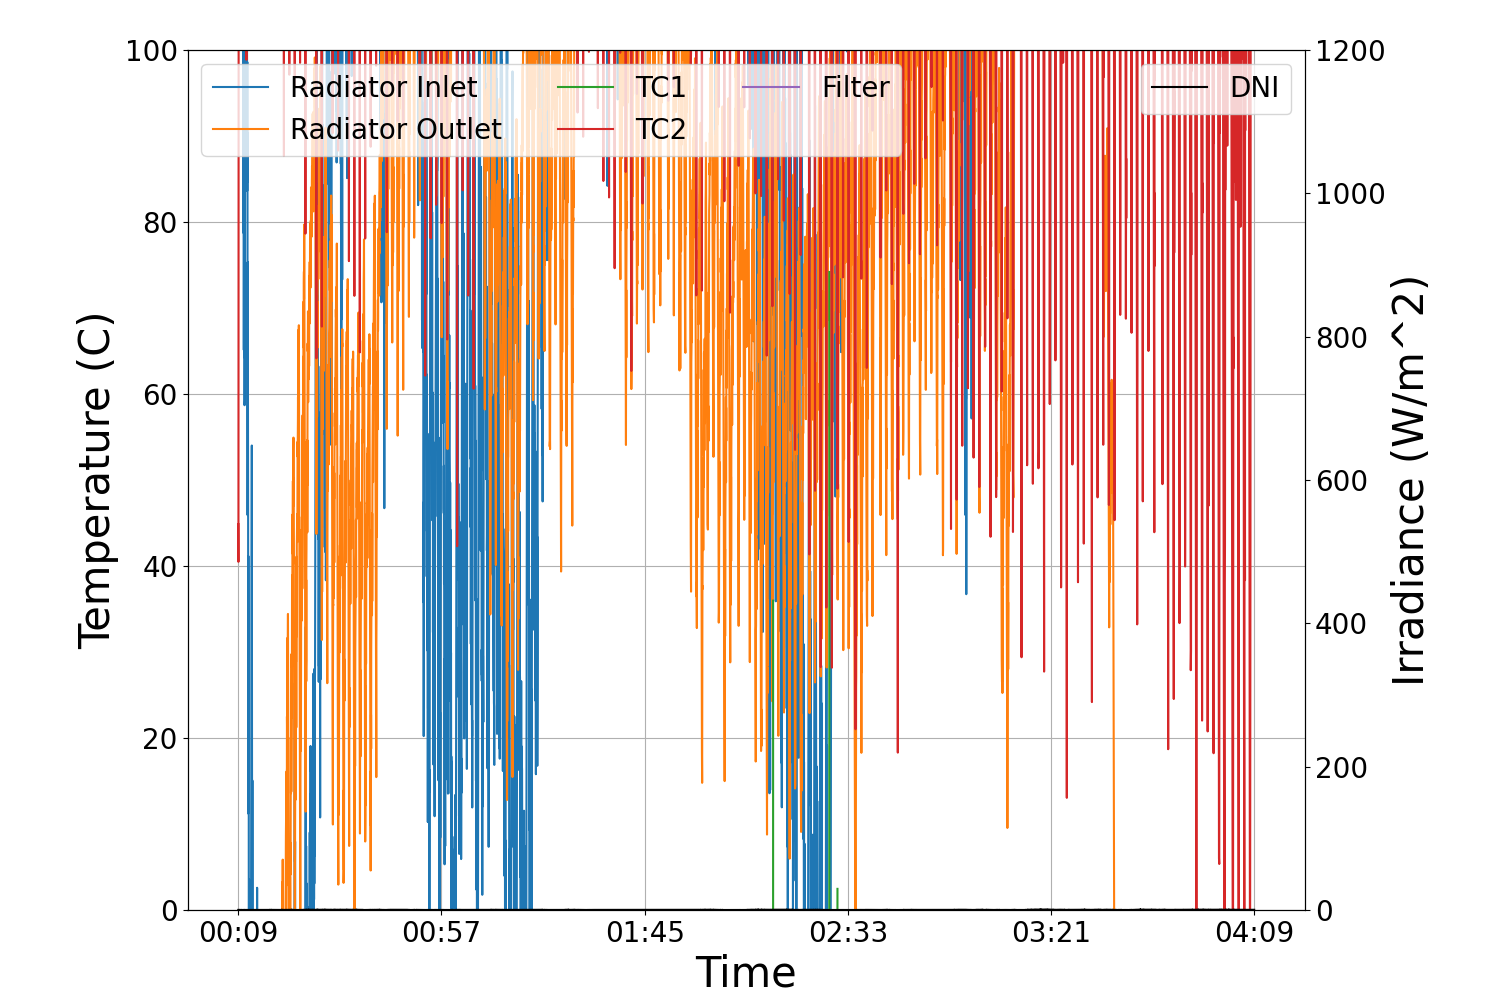 100
80
60
40
20
0
Temperature (C)
Radiator Inlet
Radiator Outlet
TC1
TC2
Filter
DNI
1200
1000
800
600
400
200
0
Irradiance (W/m^2)
00:09
00:57
01:45
02:33
03:21
04:09
Time